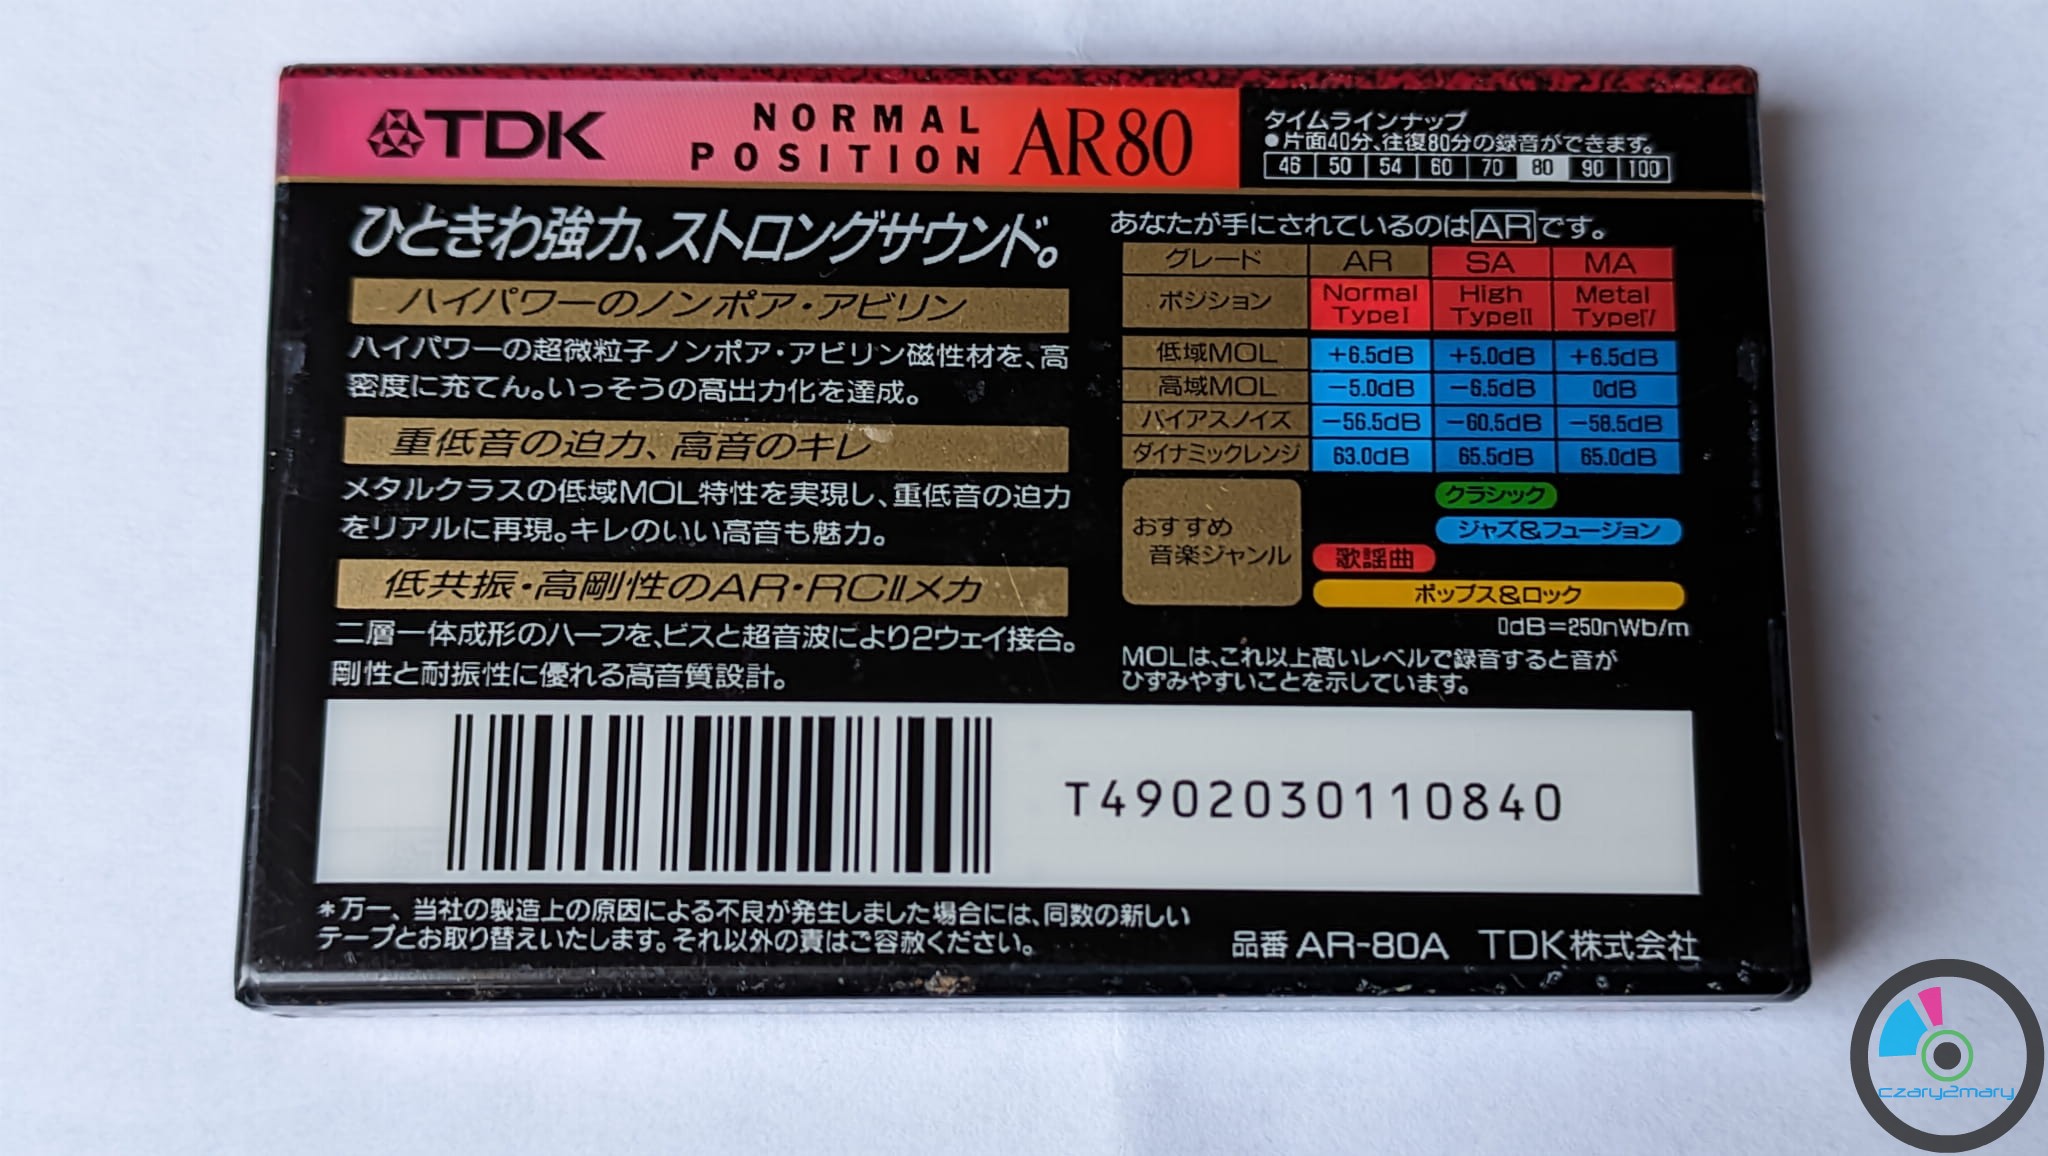 TDK
NORMAL
POSITION
AR80
タイムラインナップ
●片面40分、往復80分の録音ができます。
46 50 54 60 70 80 90 100
ひときわ強力、ストロングサウンド。
ハイパワーのノンポア・アビリン
ハイパワーの超微粒子ノンポア・アビリン磁性材を、高
密度に充てん。いっそうの高出力化を達成。
重低音の迫力、高音のキレ
メタルクラスの低域MOL特性を実現し、重低音の迫力
をリアルに再現。キレのいい高音も魅力。
低共振・高剛性のAR・RCIIメカ
二層一体成形のハーフを、ビスと超音波により2ウェイ接合。
剛性と耐振性に優れる高音質設計。
あなたが手にされているのはARです。
グレード AR SA MA
ポジション Normal TypeI High TypeII Metal TypeIV
低域MOL +6.5dB +5.0dB +6.5dB
高域MOL −5.0dB −6.5dB 0dB
バイアスノイズ −56.5dB −60.5dB −58.5dB
ダイナミックレンジ 63.0dB 65.5dB 65.0dB
おすすめ
音楽ジャンル
クラシック
ジャズ&フュージョン
歌謡曲
ポップス&ロック
0dB=250nWb/m
MOLは、これ以上高いレベルで録音すると音が
ひずみやすいことを示しています。
T4902030110840
*万一、当社の製造上の原因による不良が発生しました場合には、同数の新しい
テープとお取り替えいたします。それ以外の責はご容赦ください。
品番 AR-80A TDK株式会社
czary2mary